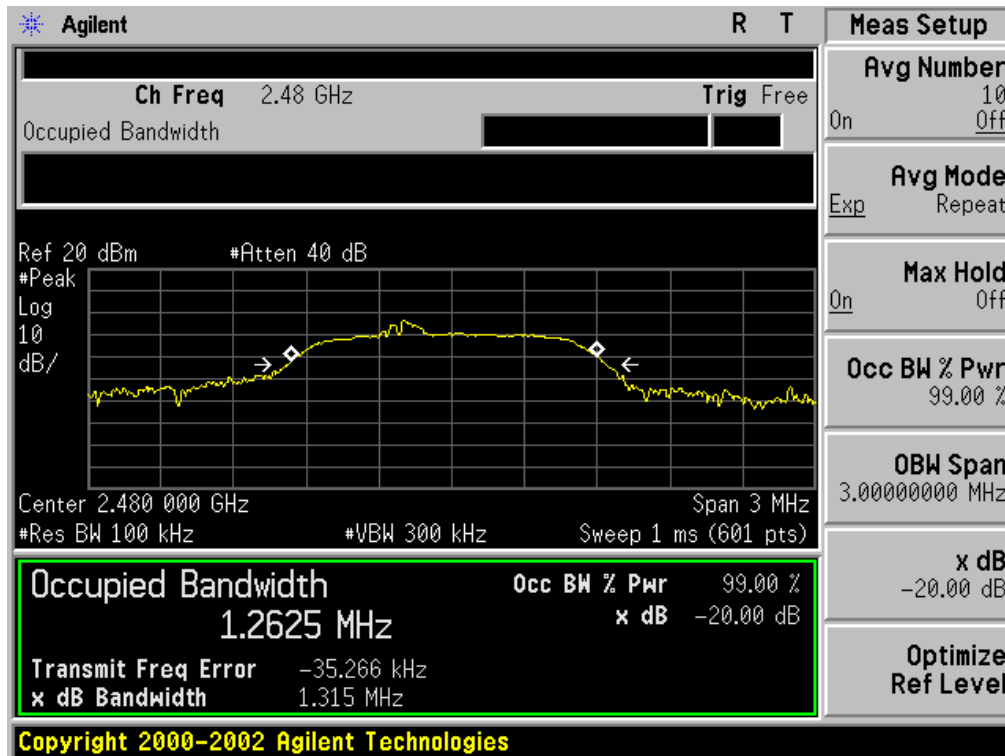 Agilent R T
Ch Freq 2.48 GHz Trig Free
Occupied Bandwidth
Ref 20 dBm #Atten 40 dB
#Peak
Log
10
dB/
Center 2.480 000 GHz Span 3 MHz
#Res BW 100 kHz #VBW 300 kHz Sweep 1 ms (601 pts)
Occupied Bandwidth
1.2625 MHz
Occ BW % Pwr 99.00 %
x dB -20.00 dB
Transmit Freq Error -35.266 kHz
x dB Bandwidth 1.315 MHz
Copyright 2000-2002 Agilent Technologies
Meas Setup
Avg Number
10
On Off
Avg Mode
Exp Repeat
Max Hold
On Off
Occ BW % Pwr
99.00 %
OBW Span
3.00000000 MHz
x dB
-20.00 dB
Optimize
Ref Level